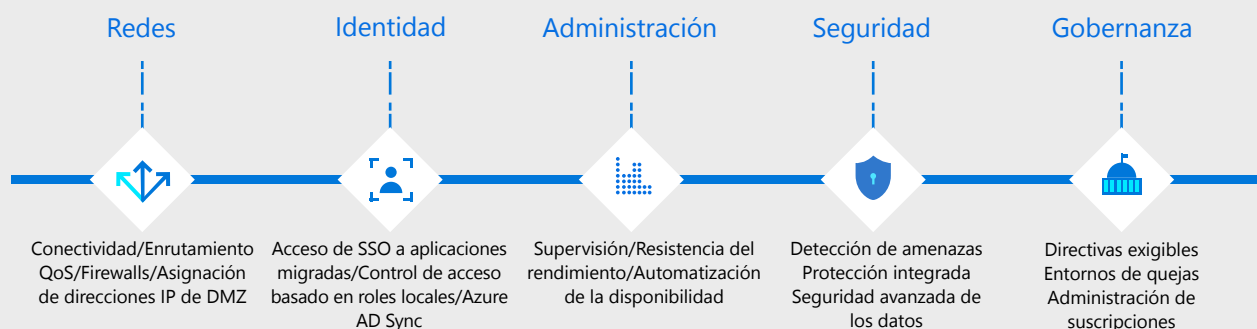 Redes
Identidad
Administración
Seguridad
Gobernanza
Conectividad/Enrutamiento
QoS/Firewalls/Asignación
de direcciones IP de DMZ
Acceso de SSO a aplicaciones
migradas/Control de acceso
basado en roles locales/Azure
AD Sync
Supervisión/Resistencia del
rendimiento/Automatización
de la disponibilidad
Detección de amenazas
Protección integrada
Seguridad avanzada de
los datos
Directivas exigibles
Entornos de quejas
Administración de
suscripciones